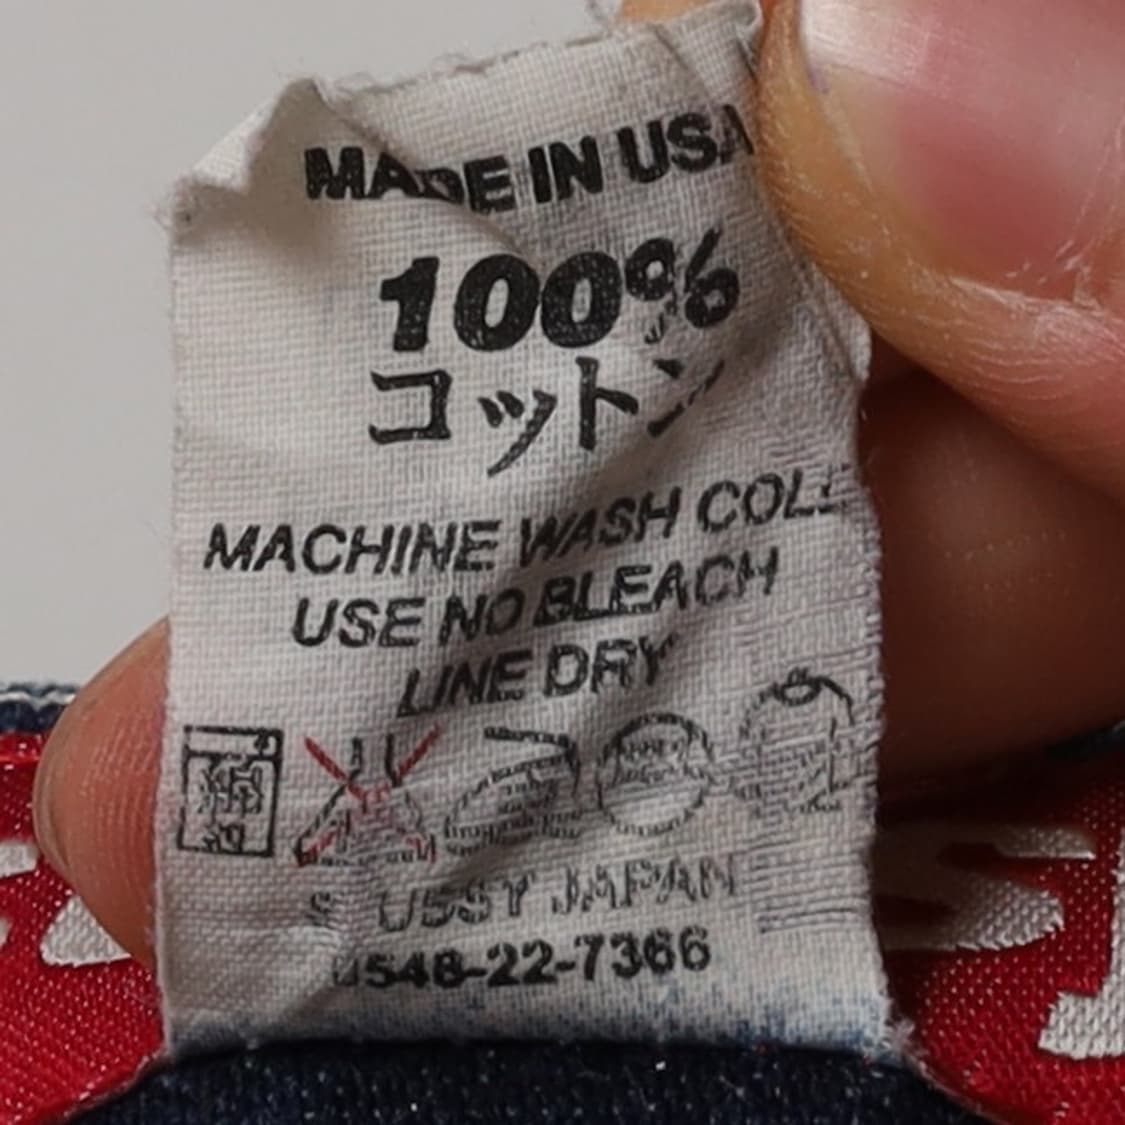 MADE IN USA
100%
コットン
MACHINE WASH COLD
USE NO BLEACH
LINE DRY
JAPAN
0548-22-7366